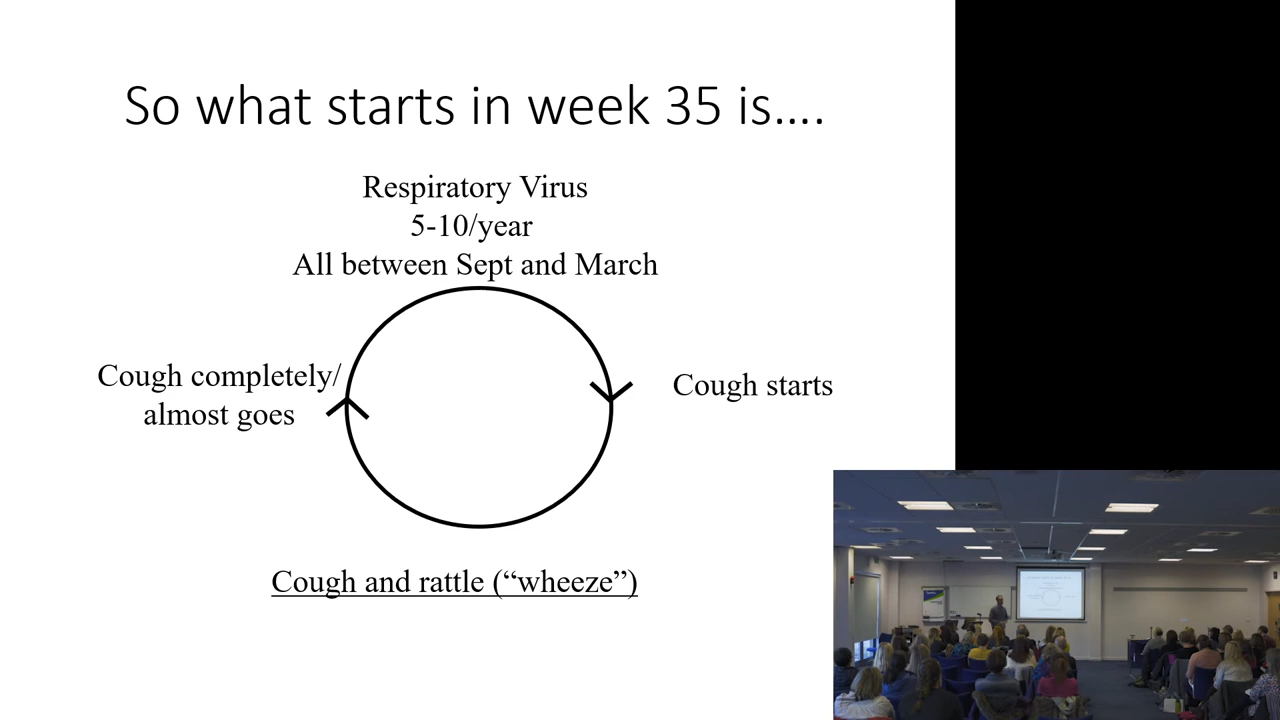 So what starts in week 35 is....
Respiratory Virus
5-10/year
All between Sept and March
Cough completely/
almost goes
Cough starts
Cough and rattle (“wheeze”)